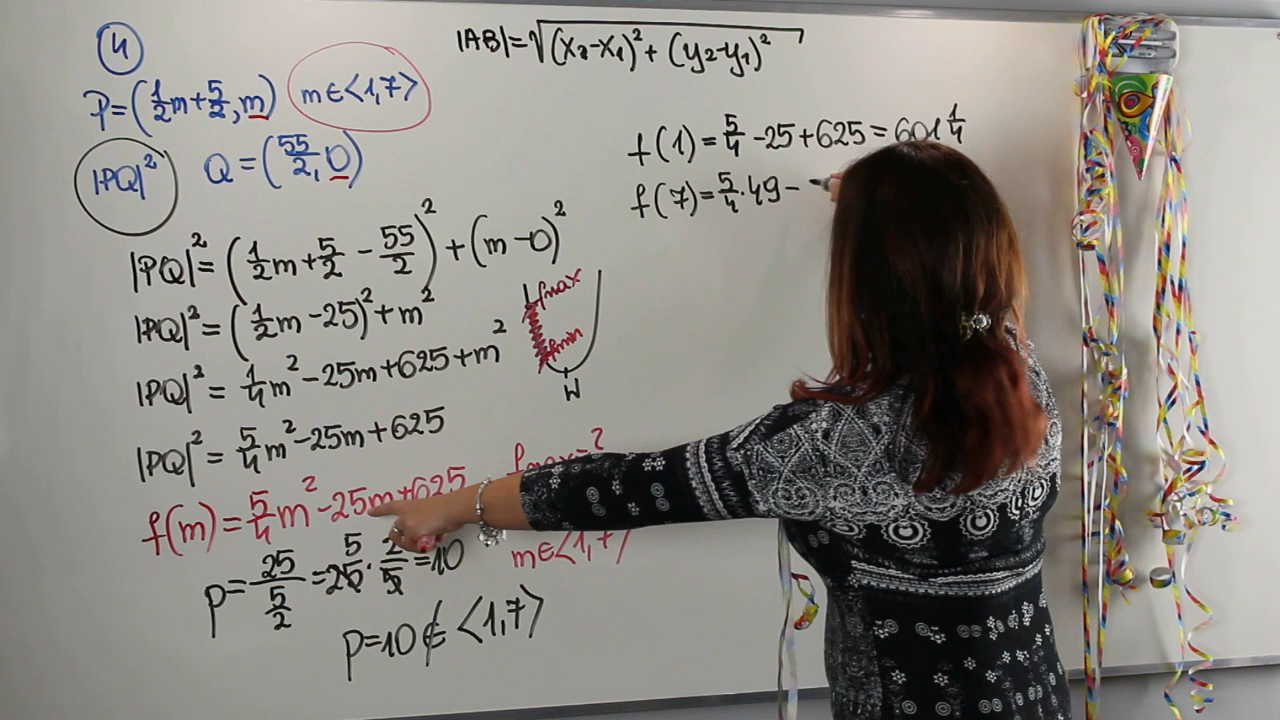 4
P=(1/2m+5/2, m) m∈<1,7>
|PQ|² Q=(55/2, 0)
|PQ|²=(1/2m+5/2-55/2)²+(m-0)²
|PQ|²=(1/2m-25)²+m²
|PQ|²=1/4m²-25m+625+m²
|PQ|²=5/4m²-25m+625
f(m)=5/4m²-25m+625
p=25/(5/2)=25·2/5=10
5
p=10∉<1,7>
fmax
fmin
W
fmax=?
m∈<1,7>
|AB|=√(x₂-x₁)²+(y₂-y₁)²
f(1)=5/4-25+625=601 1/4
f(7)=5/4·49-